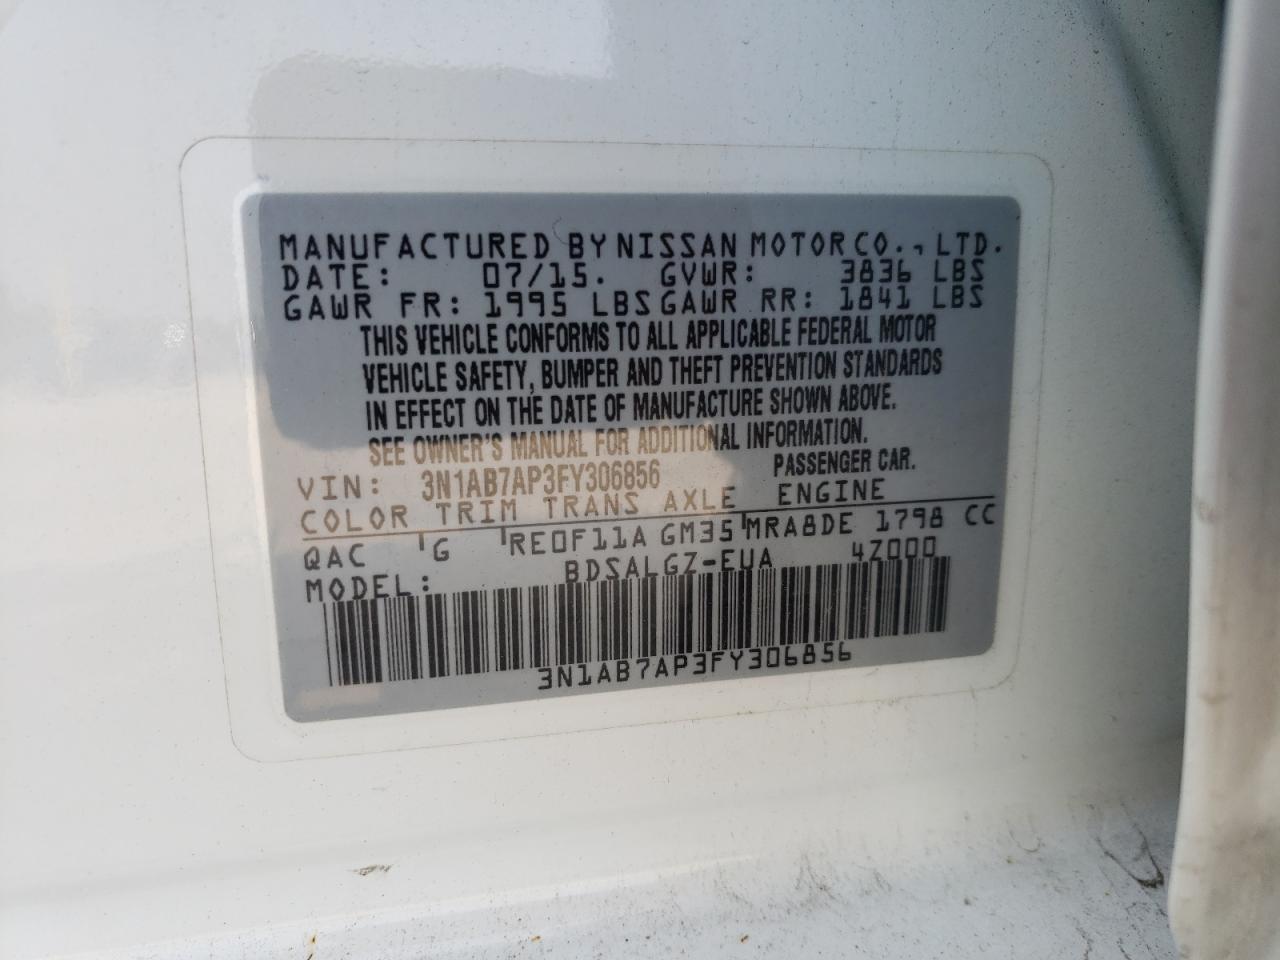 MANUFACTURED BY NISSAN MOTOR CO., LTD.
DATE: 07/15. GVWR: 3836 LBS
GAWR FR: 1995 LBS GAWR RR: 1841 LBS
THIS VEHICLE CONFORMS TO ALL APPLICABLE FEDERAL MOTOR
VEHICLE SAFETY, BUMPER AND THEFT PREVENTION STANDARDS
IN EFFECT ON THE DATE OF MANUFACTURE SHOWN ABOVE.
SEE OWNER'S MANUAL FOR ADDITIONAL INFORMATION.
VIN: 3N1AB7AP3FY306856 PASSENGER CAR.
COLOR TRIM TRANS AXLE ENGINE
QAC G RE0F11A GM35 MRA8DE 1798 CC
MODEL: BDSALGZ-EUA 4Z000
3N1AB7AP3FY306856